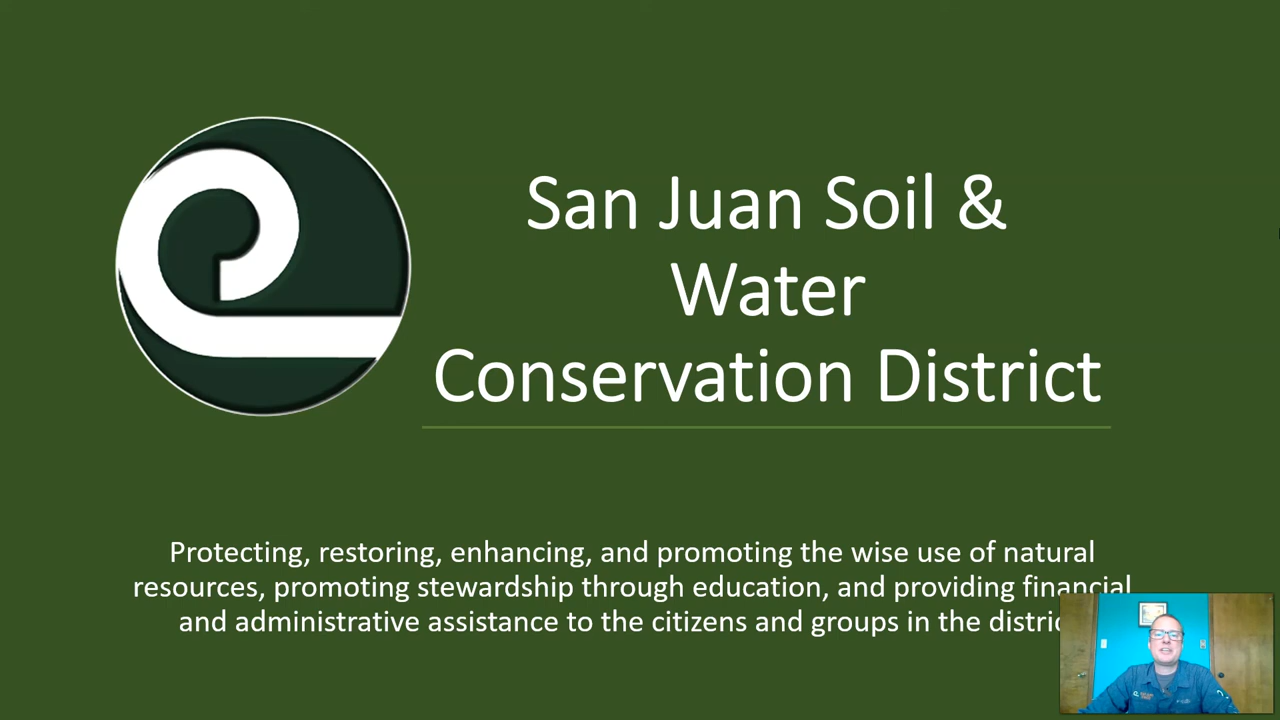 San Juan Soil &
Water
Conservation District
Protecting, restoring, enhancing, and promoting the wise use of natural
resources, promoting stewardship through education, and providing financial
and administrative assistance to the citizens and groups in the